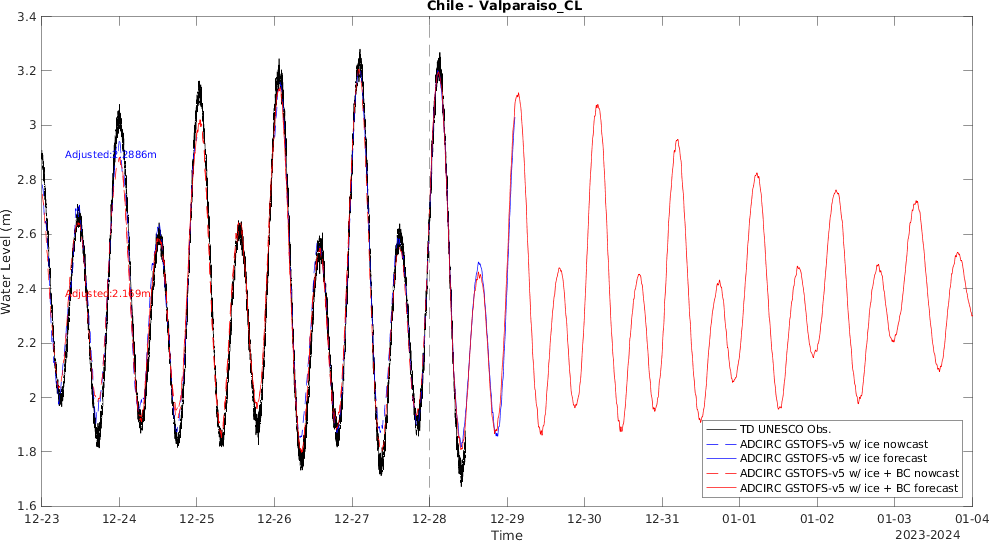 Chile - Valparaiso_CL
3.4
3.2
3
2.8
2.6
2.4
2.2
2
1.8
1.6
Water Level (m)
Adjusted:2.2886m
Adjusted:2.169m
TD UNESCO Obs.
ADCIRC GSTOFS-v5 w/ ice nowcast
ADCIRC GSTOFS-v5 w/ ice forecast
ADCIRC GSTOFS-v5 w/ ice + BC nowcast
ADCIRC GSTOFS-v5 w/ ice + BC forecast
12-23 12-24 12-25 12-26 12-27 12-28 12-29 12-30 12-31 01-01 01-02 01-03 01-04
Time
2023-2024